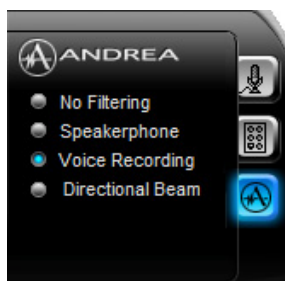 ANDREA
No Filtering
Speakerphone
Voice Recording
Directional Beam